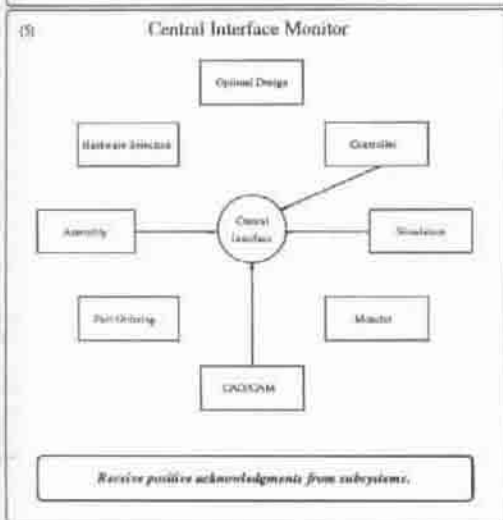 (5)
Central Interface Monitor
Optimal Design
Hardware Selection
Controller
Central
Interface
Assembly
Simulation
Part Ordering
Monitor
CAD/CAM
Receive positive acknowledgments from subsystems.